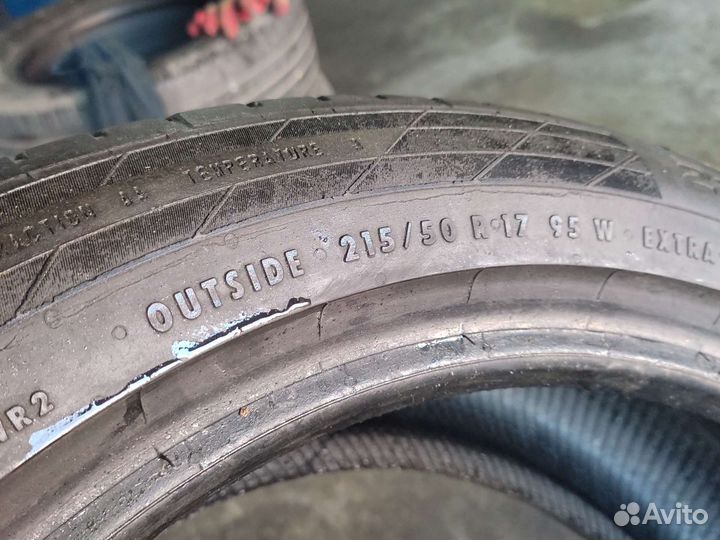 TEMPERATURE A
OUTSIDE · 215/50 R·17 95 W · EXTRA
Avito